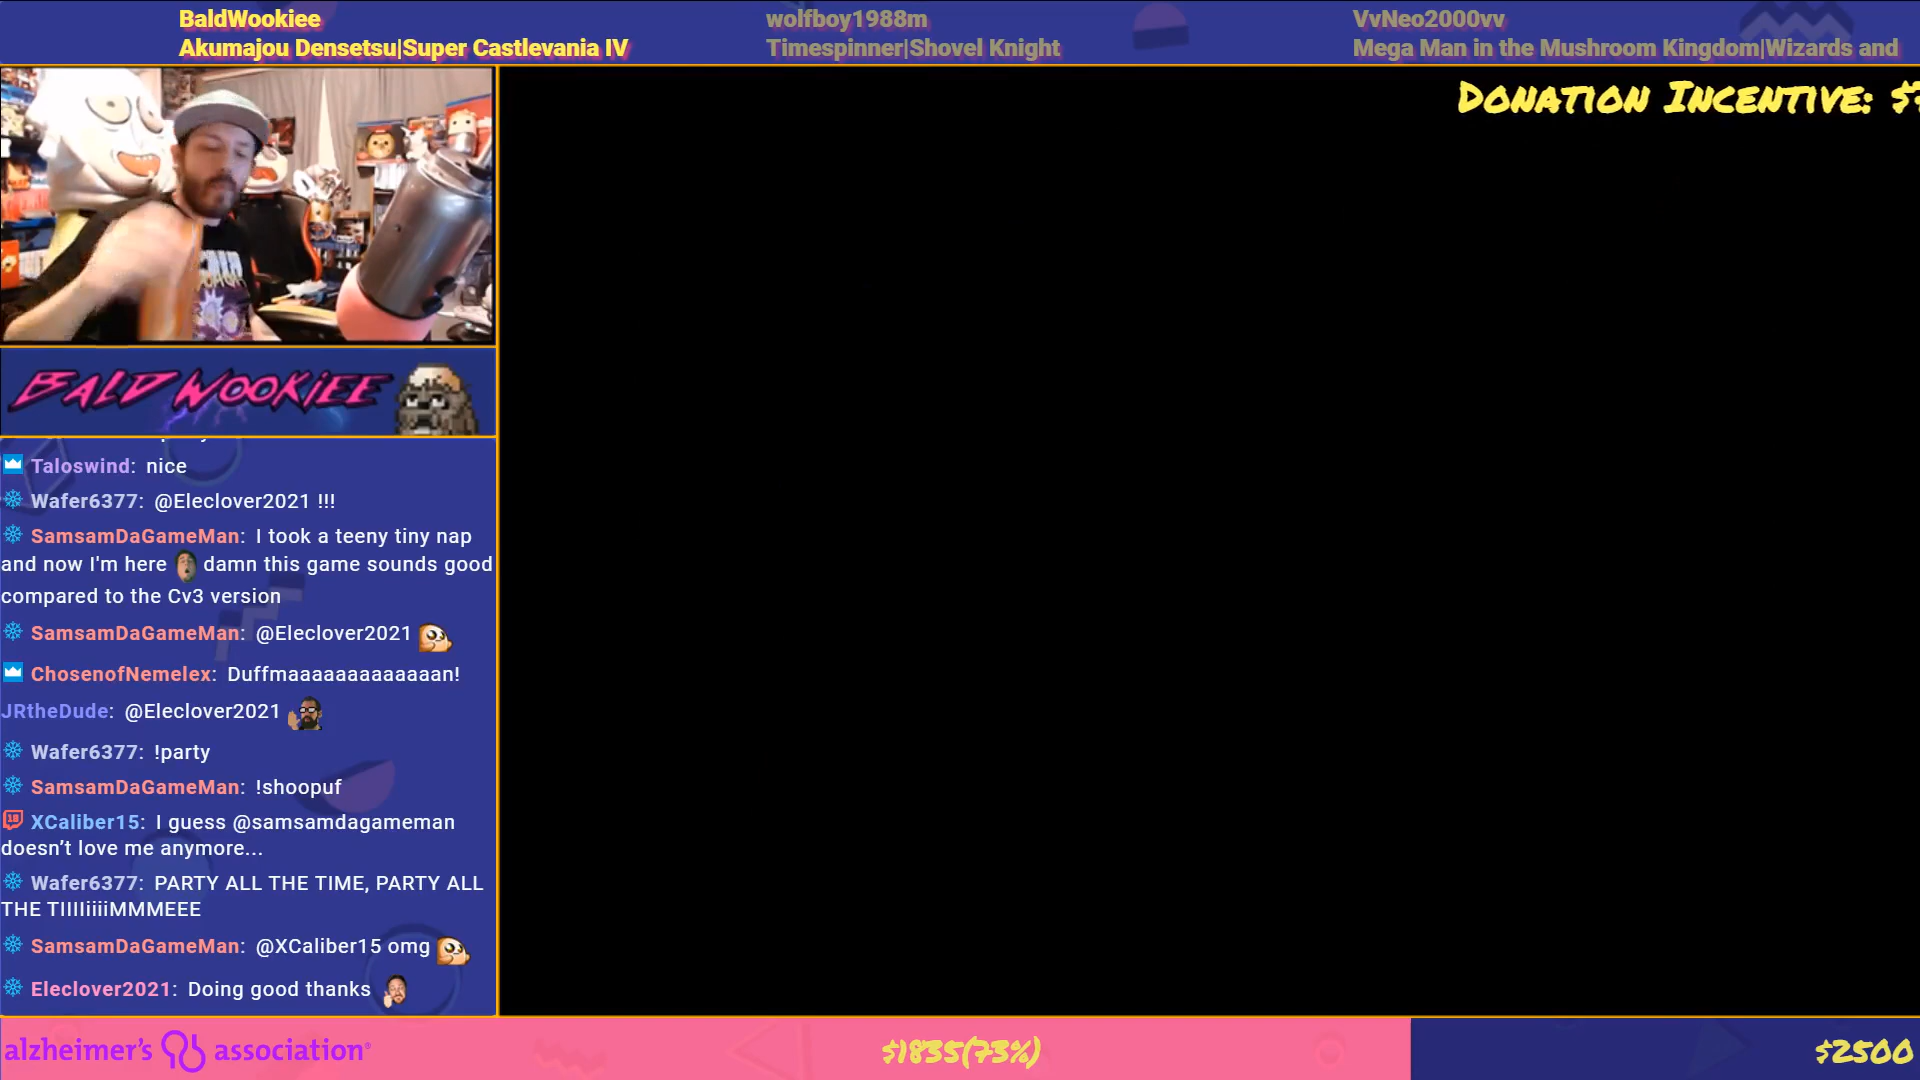 BaldWookiee
Akumajou Densetsu|Super Castlevania IV
wolfboy1988m
Timespinner|Shovel Knight
VvNeo2000vv
Mega Man in the Mushroom Kingdom|Wizards and
Donation Incentive:
BALDWOOKiEE
Taloswind: nice
Wafer6377: @Eleclover2021 !!!
SamsamDaGameMan: I took a teeny tiny nap
and now I'm here damn this game sounds good
compared to the Cv3 version
SamsamDaGameMan: @Eleclover2021
ChosenofNemelex: Duffmaaaaaaaaaaaaan!
JRtheDude: @Eleclover2021
Wafer6377: !party
SamsamDaGameMan: !shoopuf
XCaliber15: I guess @samsamdagameman
doesn't love me anymore...
Wafer6377: PARTY ALL THE TIME, PARTY ALL
THE TIIIIiiiiMMMEEE
SamsamDaGameMan: @XCaliber15 omg
Eleclover2021: Doing good thanks
alzheimer's association®
$1835(73%)
$2500